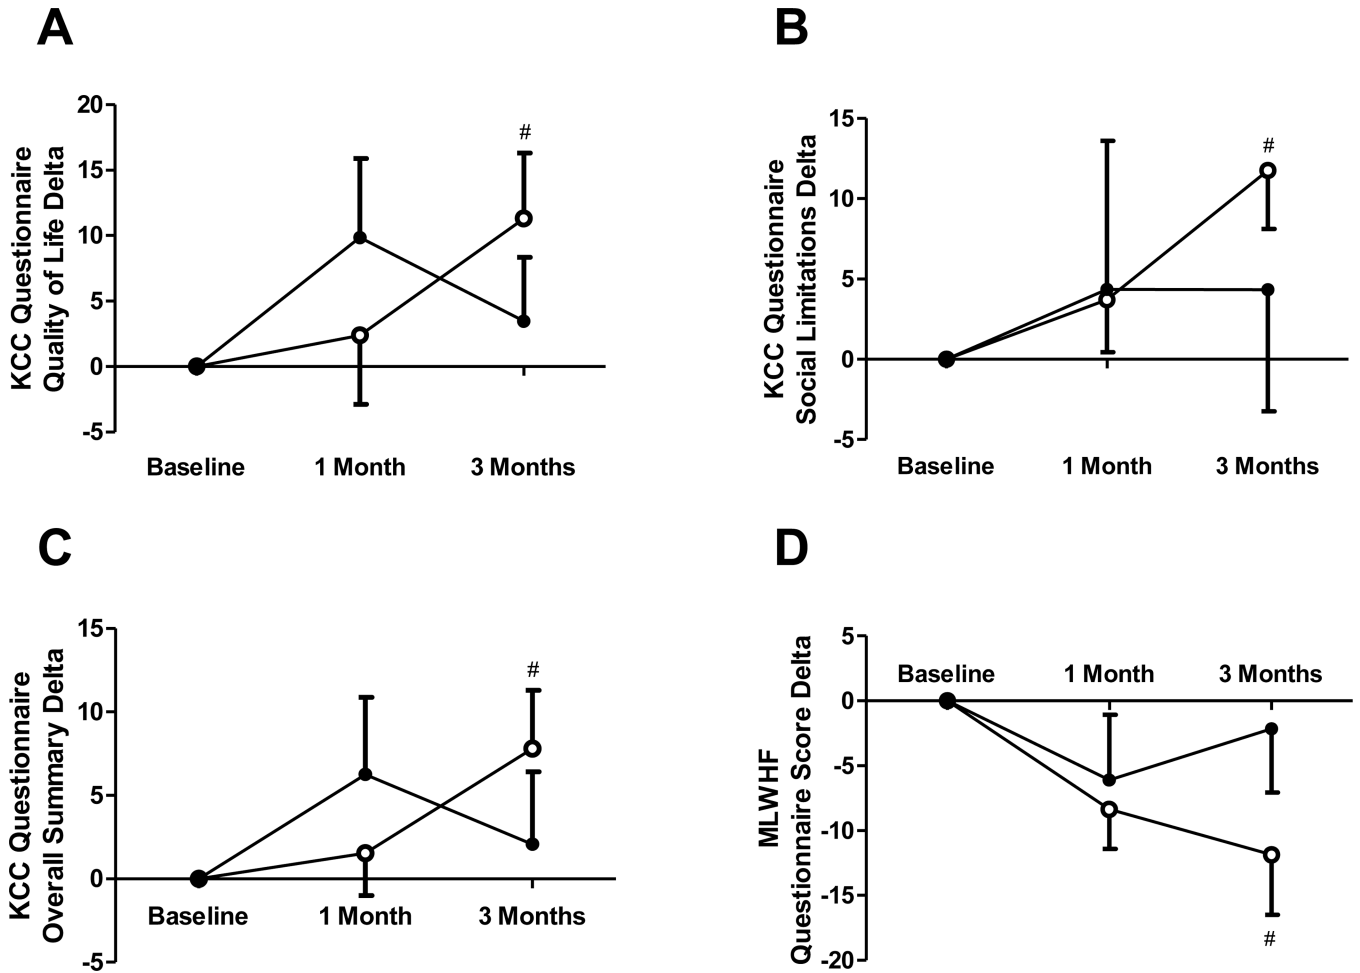 A
KCC Questionnaire
Quality of Life Delta
20
15
10
5
0
-5
#
Baseline
1 Month
3 Months
B
KCC Questionnaire
Social Limitations Delta
15
10
5
0
-5
#
Baseline
1 Month
3 Months
C
KCC Questionnaire
Overall Summary Delta
15
10
5
0
-5
#
Baseline
1 Month
3 Months
D
MLWHF
Questionnaire Score Delta
5
0
-5
-10
-15
-20
Baseline
1 Month
3 Months
#